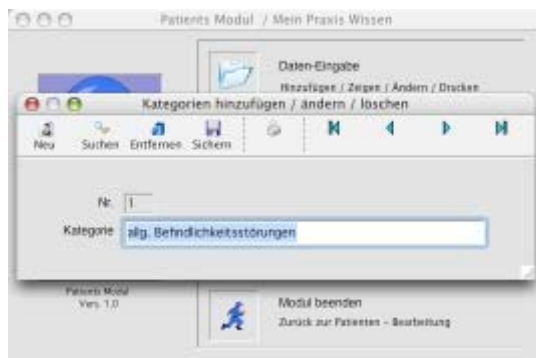 Patients Modul / Mein Praxis Wissen
Daten-Eingabe
Hinzufügen / Zeigen / Ändern / Drucken
Kategorien hinzufügen / ändern / löschen
Neu Suchen Entfernen Sichern
Nr. 1
Kategorie allg. Befindlichkeitsstörungen
Patients Modul
Vers. 1.0
Modul beenden
Zurück zur Patienten - Bearbeitung